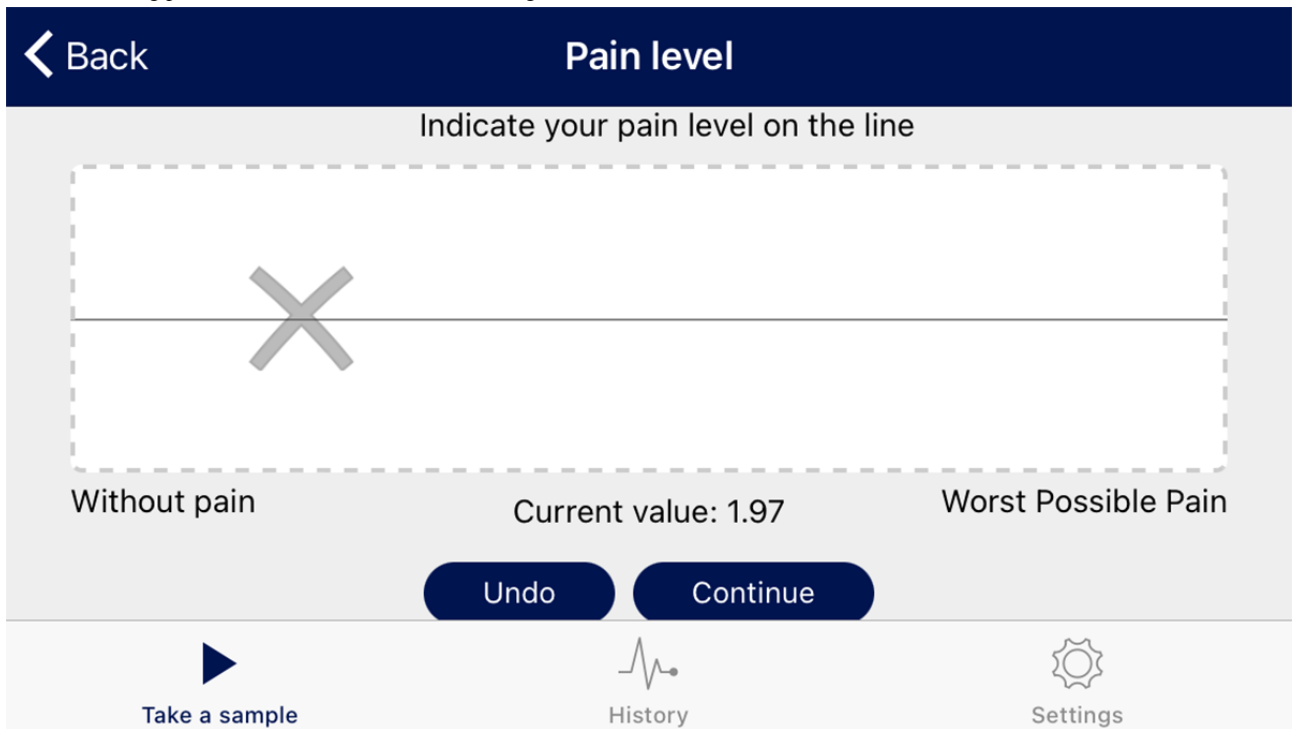 Back
Pain level
Indicate your pain level on the line
Without pain
Current value: 1.97
Worst Possible Pain
Undo
Continue
Take a sample
History
Settings